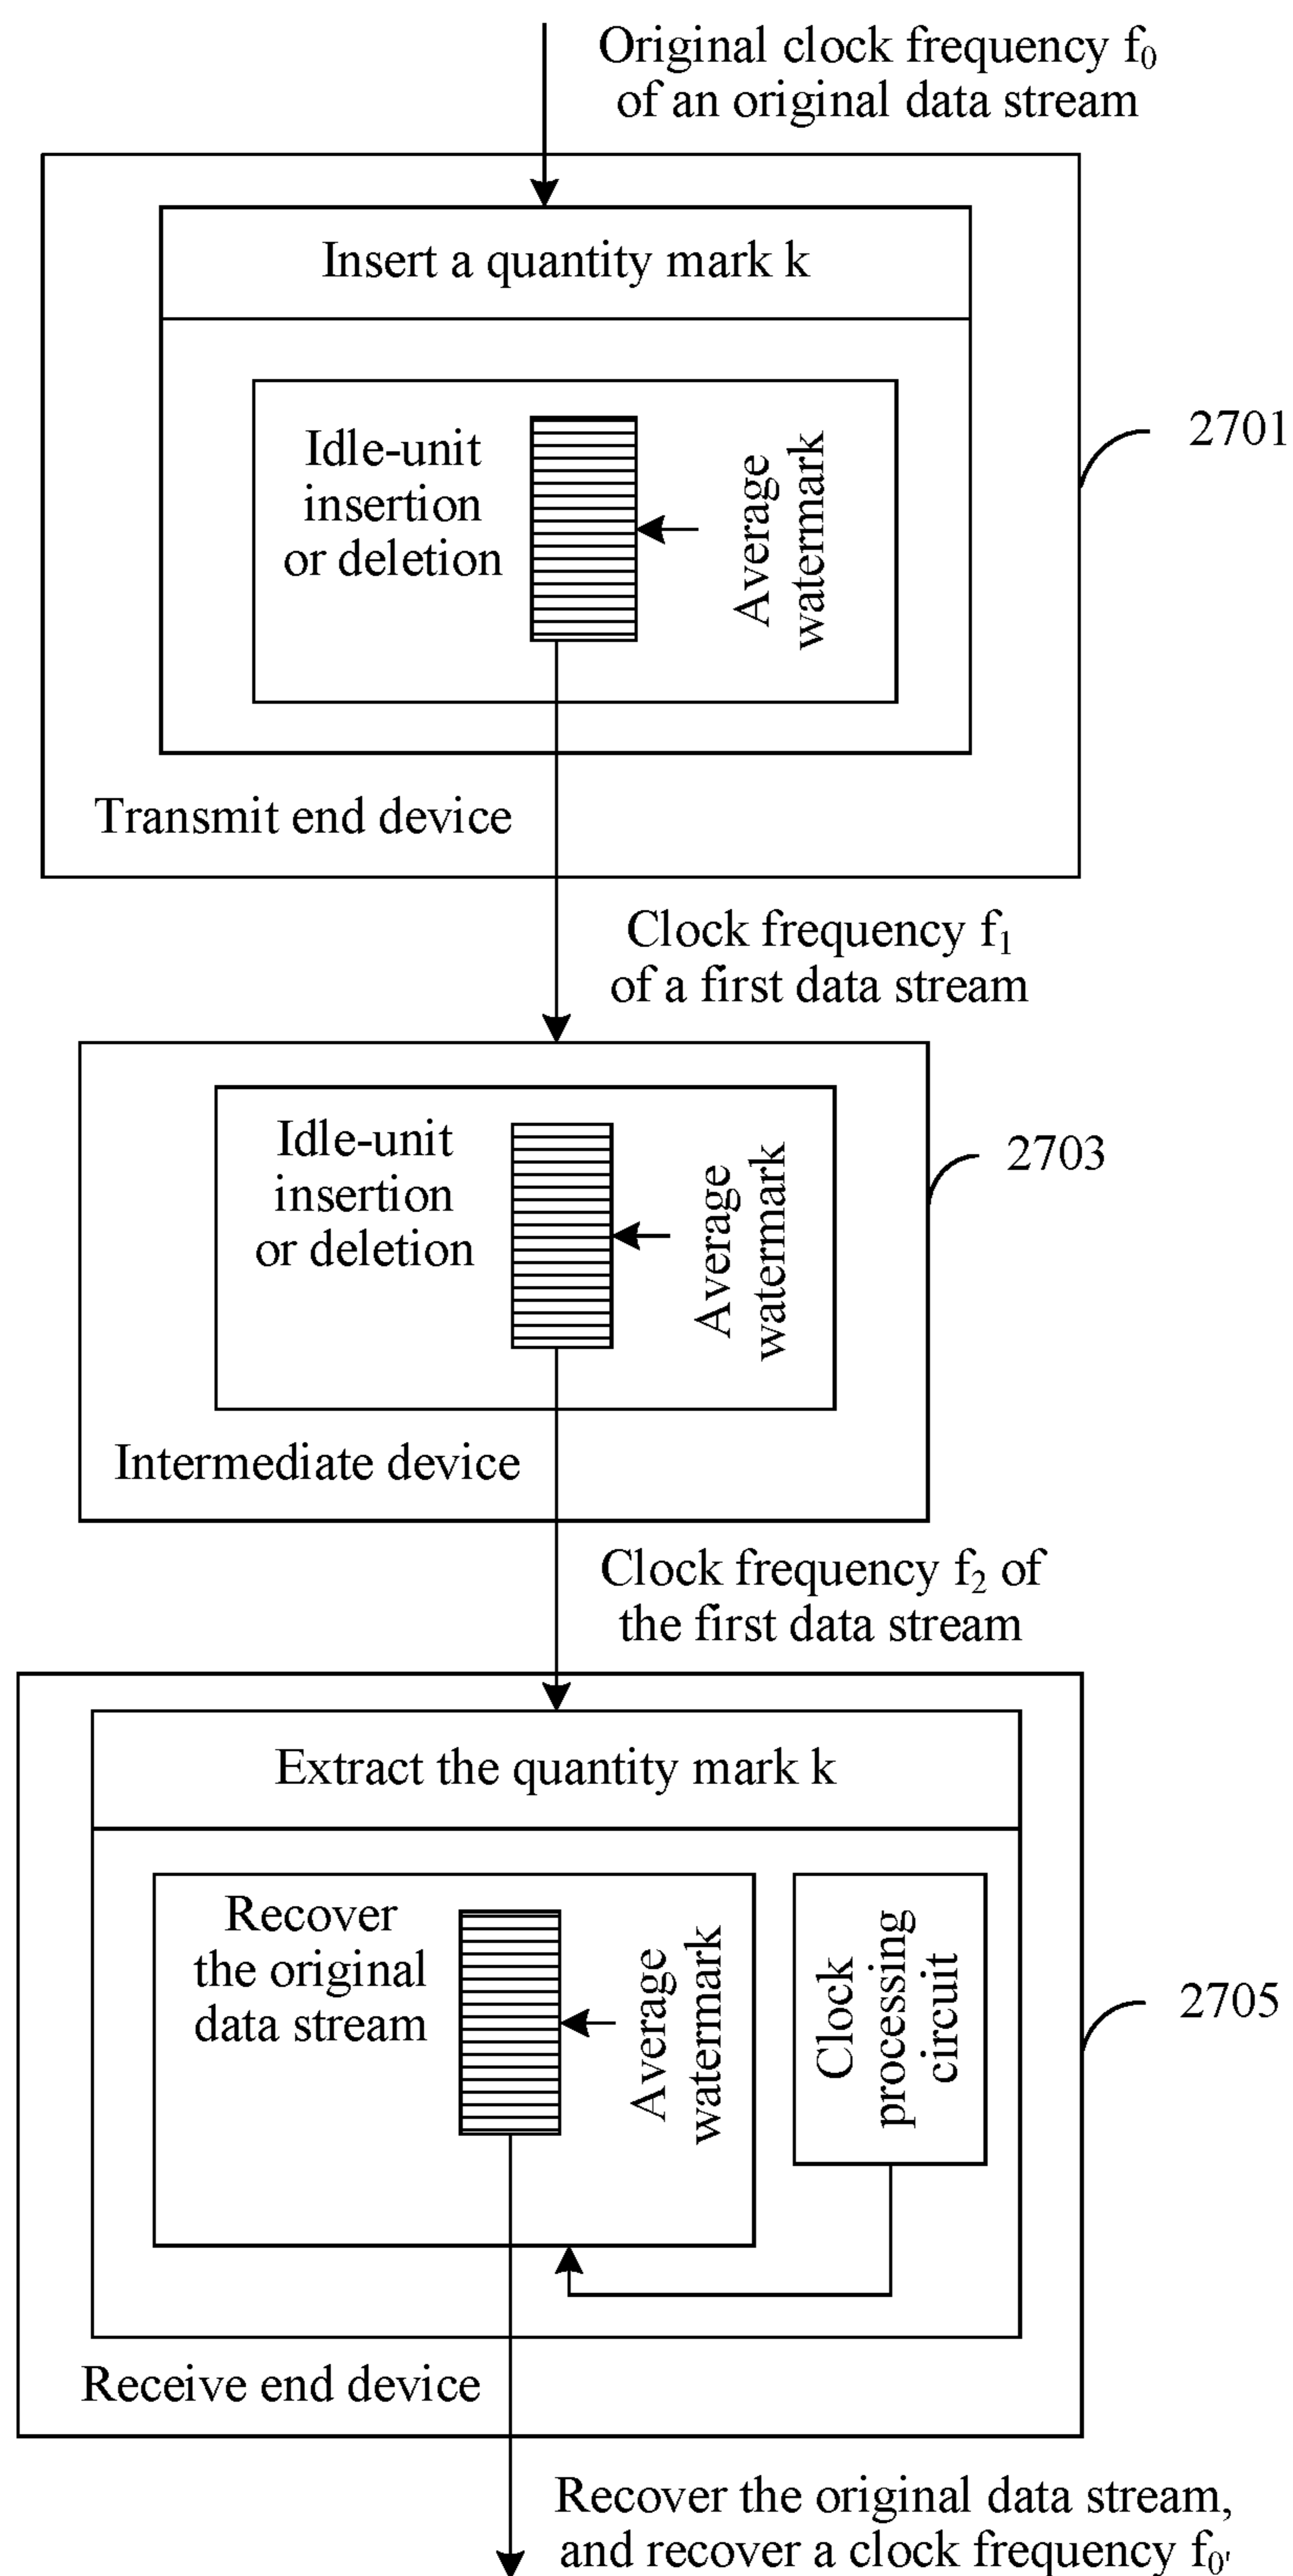 Original clock frequency f₀
of an original data stream
Insert a quantity mark k
Idle-unit
insertion
or deletion
Average
watermark
2701
Transmit end device
Clock frequency f₁
of a first data stream
Idle-unit
insertion
or deletion
Average
watermark
2703
Intermediate device
Clock frequency f₂ of
the first data stream
Extract the quantity mark k
Recover
the original
data stream
Average
watermark
Clock
processing
circuit
2705
Receive end device
Recover the original data stream,
and recover a clock frequency f₀'